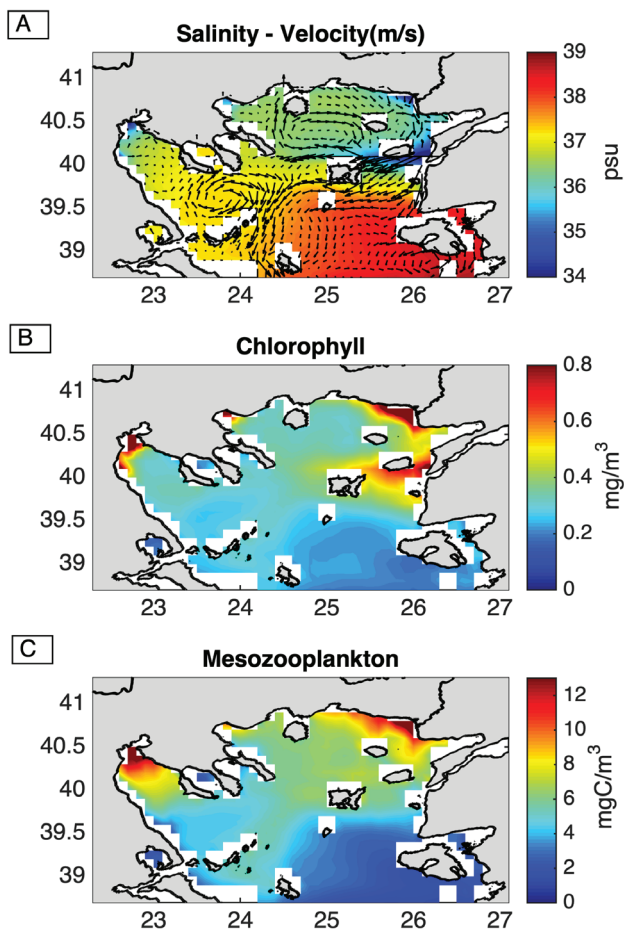 A
Salinity - Velocity(m/s)
41
40.5
40
39.5
39
23 24 25 26 27
39
38
37
36
35
34
psu
B
Chlorophyll
41
40.5
40
39.5
39
23 24 25 26 27
0.8
0.6
0.4
0.2
0
mg/m³
C
Mesozooplankton
41
40.5
40
39.5
39
23 24 25 26 27
12
10
8
6
4
2
0
mgC/m³